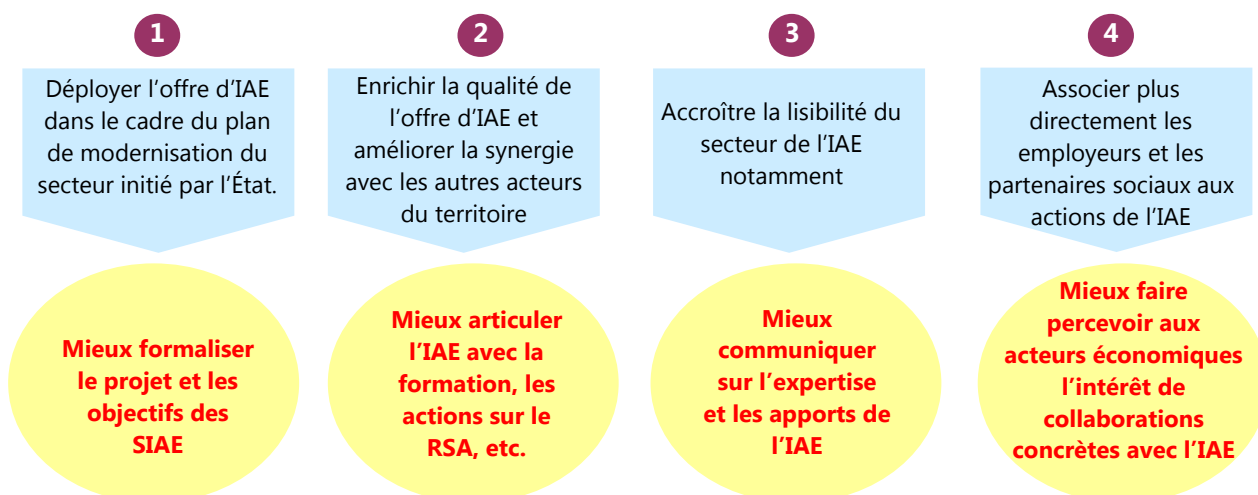 1
Déployer l’offre d’IAE
dans le cadre du plan
de modernisation du
secteur initié par l’État.
Mieux formaliser
le projet et les
objectifs des
SIAE
2
Enrichir la qualité de
l’offre d’IAE et
améliorer la synergie
avec les autres acteurs
du territoire
Mieux articuler
l’IAE avec la
formation, les
actions sur le
RSA, etc.
3
Accroître la lisibilité du
secteur de l’IAE
notamment
Mieux
communiquer
sur l’expertise
et les apports de
l’IAE
4
Associer plus
directement les
employeurs et les
partenaires sociaux aux
actions de l’IAE
Mieux faire
percevoir aux
acteurs économiques
l’intérêt de
collaborations
concrètes avec l’IAE